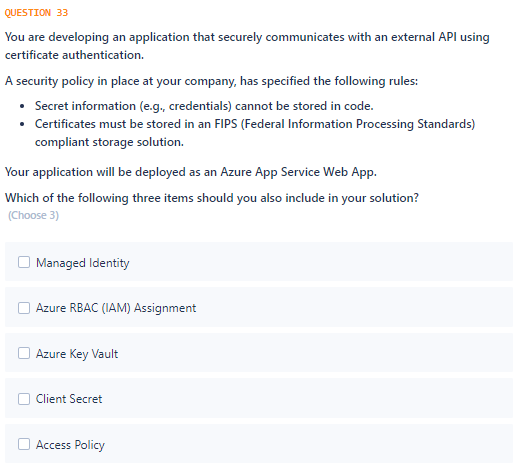 QUESTION 33
You are developing an application that securely communicates with an external API using
certificate authentication.
A security policy in place at your company, has specified the following rules:
• Secret information (e.g., credentials) cannot be stored in code.
• Certificates must be stored in an FIPS (Federal Information Processing Standards)
compliant storage solution.
Your application will be deployed as an Azure App Service Web App.
Which of the following three items should you also include in your solution?
(Choose 3)
Managed Identity
Azure RBAC (IAM) Assignment
Azure Key Vault
Client Secret
Access Policy